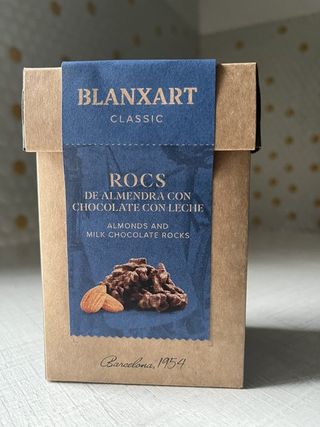 BLANXART
CLASSIC
ROCS
DE ALMENDRA CON
CHOCOLATE CON LECHE
ALMONDS AND
MILK CHOCOLATE ROCKS
Barcelona, 1954